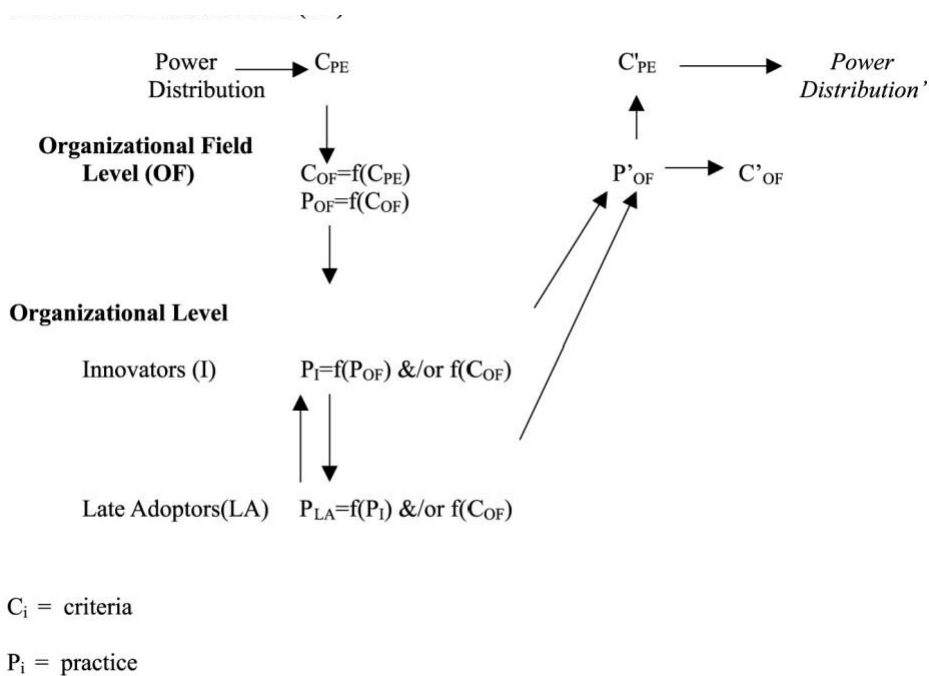 Power C_PE C'_PE Power
Distribution Distribution’
Organizational Field
Level (OF) C_OF=f(C_PE) P’_OF C’_OF
P_OF=f(C_OF)
Organizational Level
Innovators (I) P_I=f(P_OF) &/or f(C_OF)
Late Adoptors(LA) P_LA=f(P_I) &/or f(C_OF)
C_i = criteria
P_i = practice